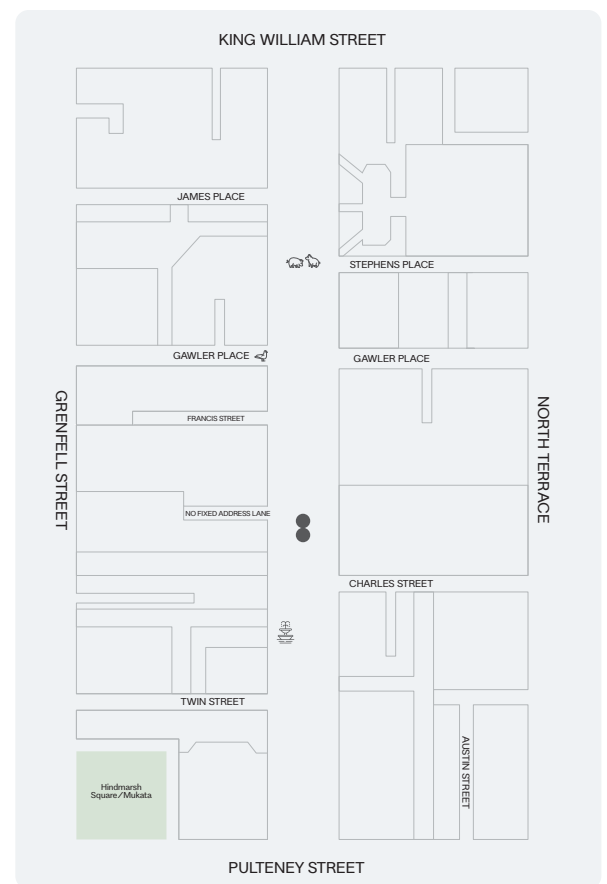 KING WILLIAM STREET
JAMES PLACE
STEPHENS PLACE
GAWLER PLACE
GAWLER PLACE
GRENFELL STREET
NORTH TERRACE
FRANCIS STREET
NO FIXED ADDRESS LANE
CHARLES STREET
TWIN STREET
AUSTIN STREET
Hindmarsh
Square/Mukata
PULTENEY STREET